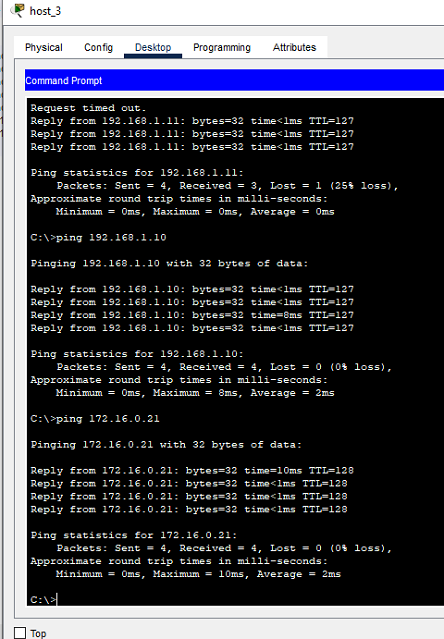 host_3
Physical Config Desktop Programming Attributes
Command Prompt
Request timed out.
Reply from 192.168.1.11: bytes=32 time<1ms TTL=127
Reply from 192.168.1.11: bytes=32 time<1ms TTL=127
Reply from 192.168.1.11: bytes=32 time<1ms TTL=127
Ping statistics for 192.168.1.11:
Packets: Sent = 4, Received = 3, Lost = 1 (25% loss),
Approximate round trip times in milli-seconds:
Minimum = 0ms, Maximum = 0ms, Average = 0ms
C:\>ping 192.168.1.10
Pinging 192.168.1.10 with 32 bytes of data:
Reply from 192.168.1.10: bytes=32 time<1ms TTL=127
Reply from 192.168.1.10: bytes=32 time<1ms TTL=127
Reply from 192.168.1.10: bytes=32 time=8ms TTL=127
Reply from 192.168.1.10: bytes=32 time<1ms TTL=127
Ping statistics for 192.168.1.10:
Packets: Sent = 4, Received = 4, Lost = 0 (0% loss),
Approximate round trip times in milli-seconds:
Minimum = 0ms, Maximum = 8ms, Average = 2ms
C:\>ping 172.16.0.21
Pinging 172.16.0.21 with 32 bytes of data:
Reply from 172.16.0.21: bytes=32 time=10ms TTL=128
Reply from 172.16.0.21: bytes=32 time<1ms TTL=128
Reply from 172.16.0.21: bytes=32 time<1ms TTL=128
Reply from 172.16.0.21: bytes=32 time<1ms TTL=128
Ping statistics for 172.16.0.21:
Packets: Sent = 4, Received = 4, Lost = 0 (0% loss),
Approximate round trip times in milli-seconds:
Minimum = 0ms, Maximum = 10ms, Average = 2ms
C:\>
Top